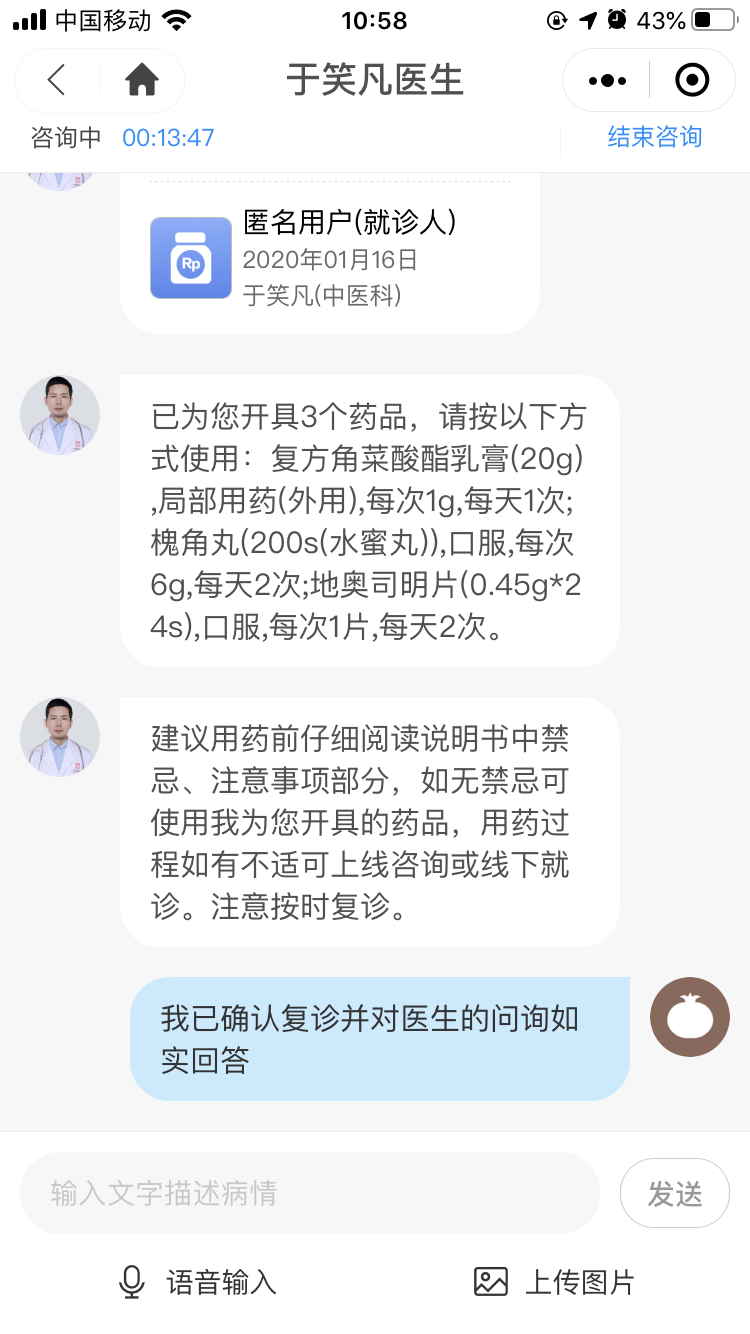 中国移动
10:58
43%
于笑凡医生
咨询中 00:13:47
结束咨询
Rp
匿名用户(就诊人)
2020年01月16日
于笑凡(中医科)
已为您开具3个药品，请按以下方
式使用：复方角菜酸酯乳膏(20g)
,局部用药(外用),每次1g,每天1次;
槐角丸(200s(水蜜丸)),口服,每次
6g,每天2次;地奥司明片(0.45g*2
4s),口服,每次1片,每天2次。
建议用药前仔细阅读说明书中禁
忌、注意事项部分，如无禁忌可
使用我为您开具的药品，用药过
程如有不适可上线咨询或线下就
诊。注意按时复诊。
我已确认复诊并对医生的问询如
实回答
输入文字描述病情
发送
语音输入
上传图片